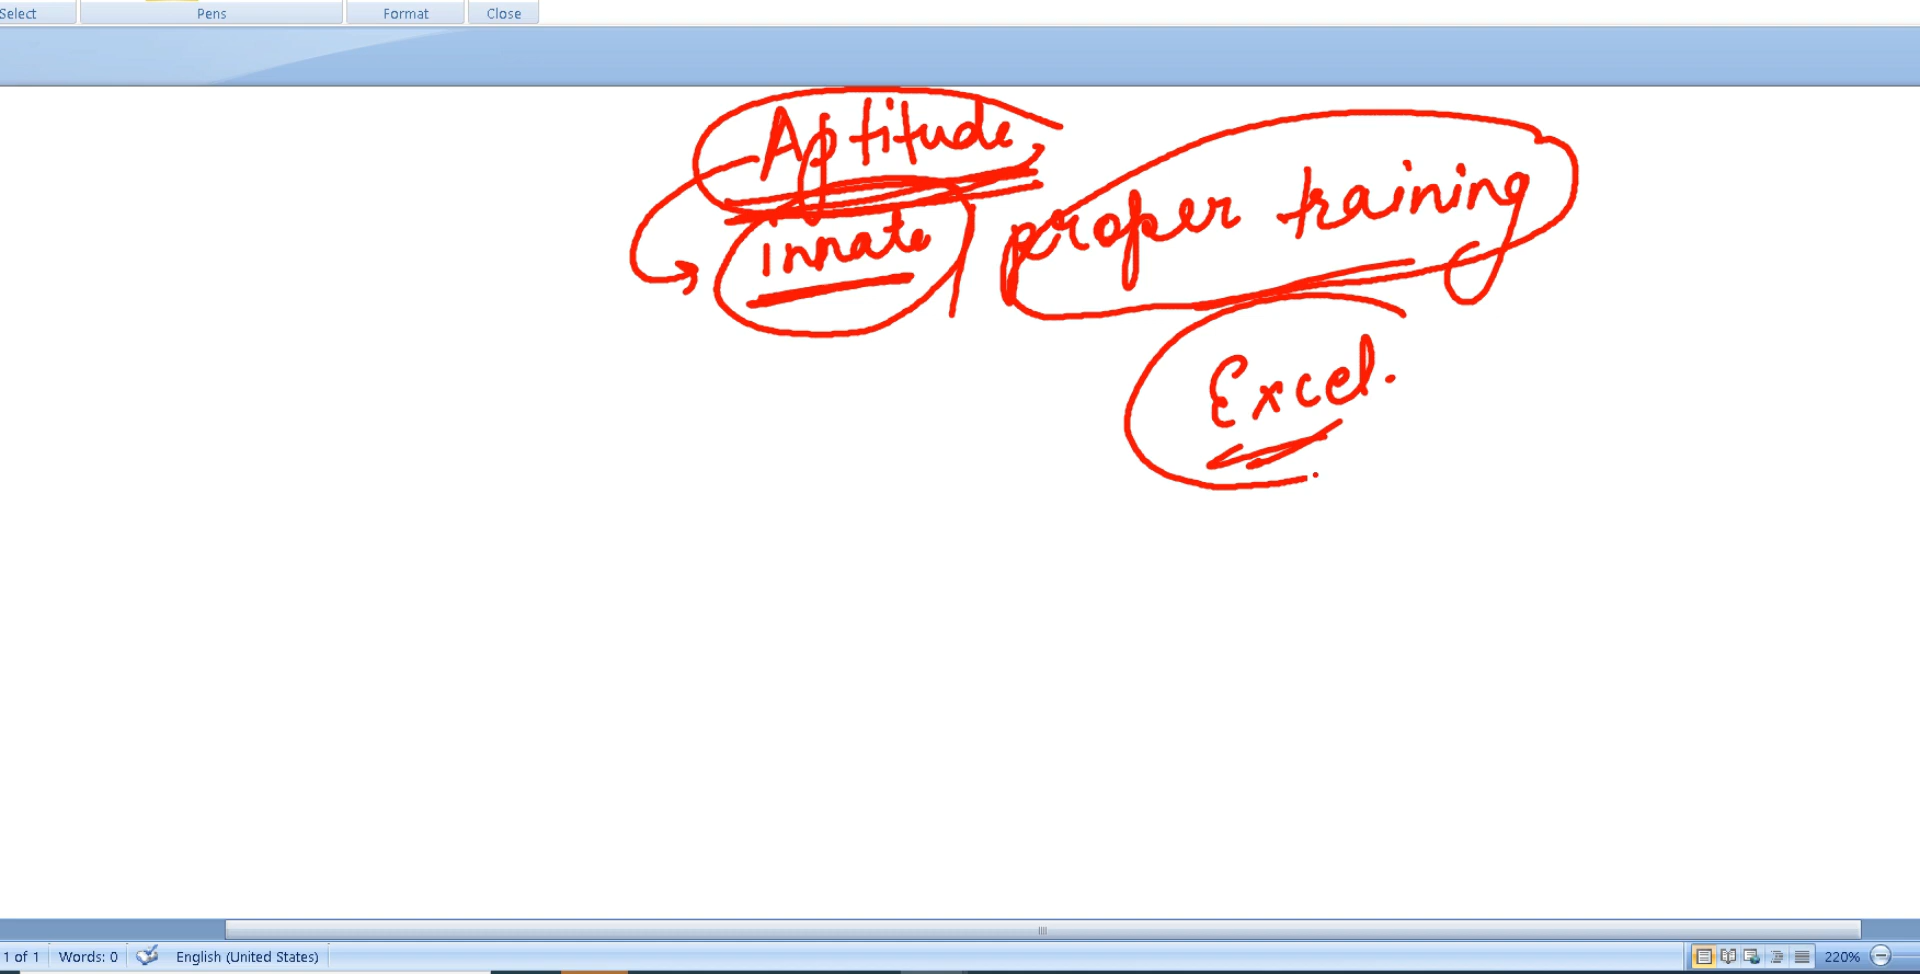 Select Pens Format Close
Aptitude
innate proper training
Excel.
1 of 1 Words: 0 English (United States) 220%